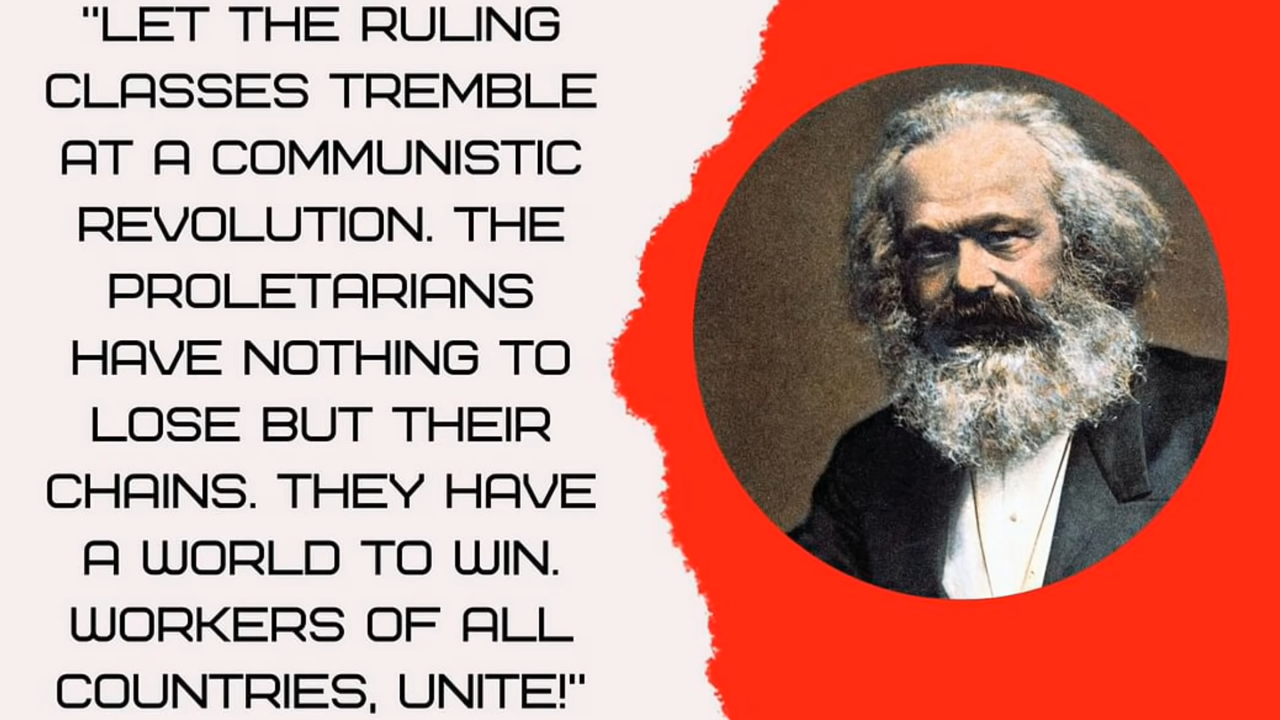 "LET THE RULING
CLASSES TREMBLE
AT A COMMUNISTIC
REVOLUTION. THE
PROLETARIANS
HAVE NOTHING TO
LOSE BUT THEIR
CHAINS. THEY HAVE
A WORLD TO WIN.
WORKERS OF ALL
COUNTRIES, UNITE!"